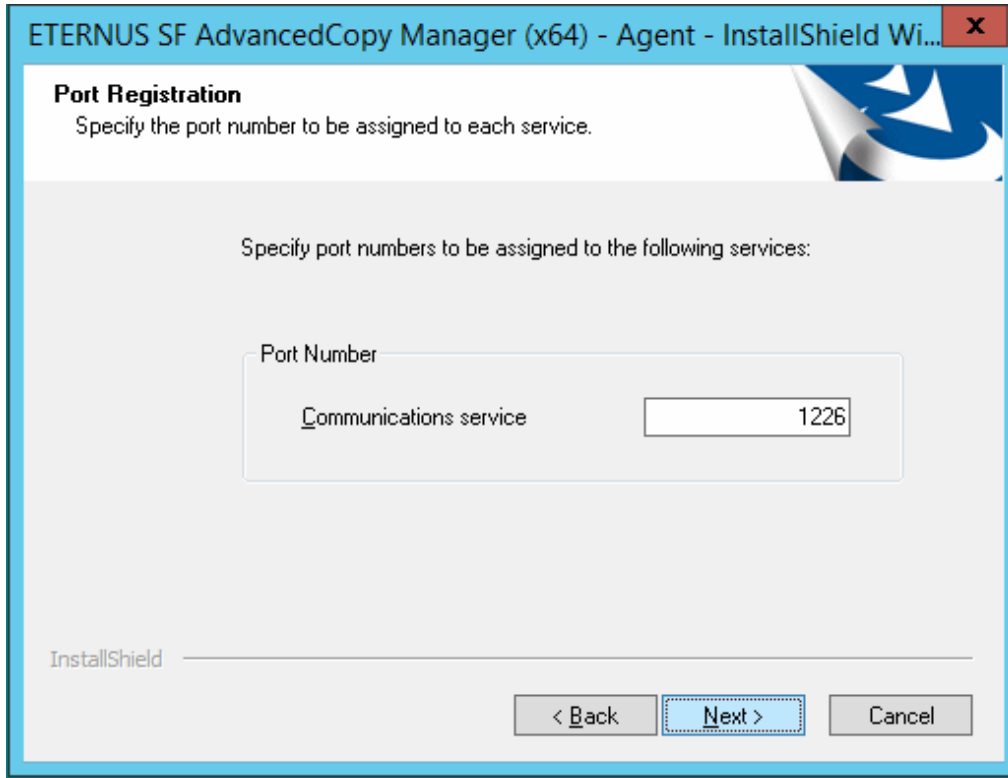 ETERNUS SF AdvancedCopy Manager (x64) - Agent - InstallShield Wi...
x
Port Registration
Specify the port number to be assigned to each service.
Specify port numbers to be assigned to the following services:
Port Number
Communications service 1226
InstallShield
< Back Next > Cancel